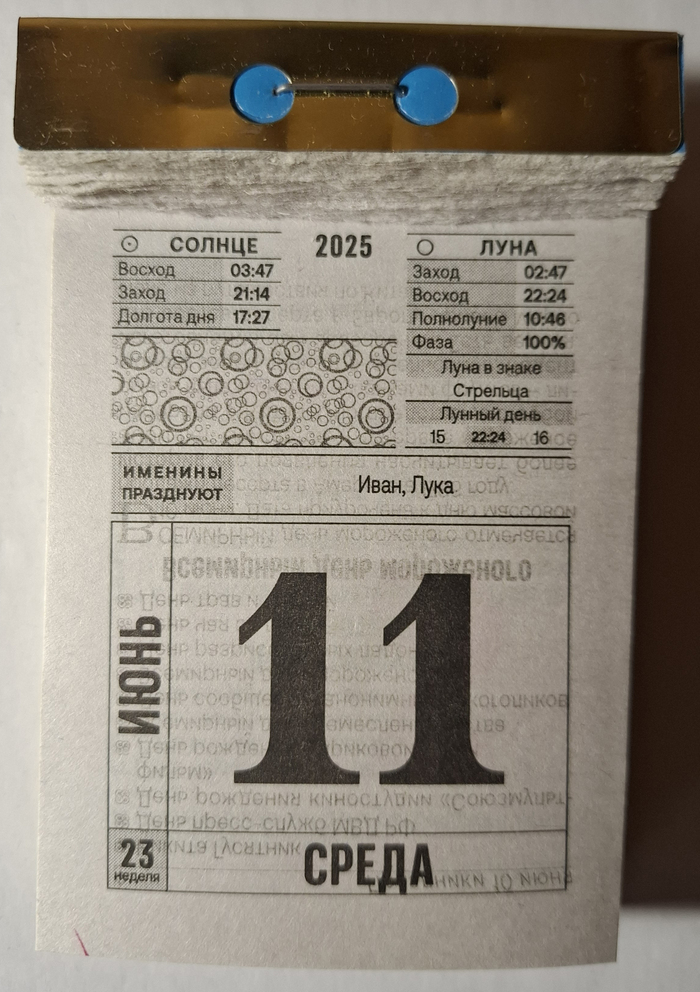 СОЛНЦЕ
Восход 03:47
Заход 21:14
Долгота дня 17:27
2025
ЛУНА
Заход 02:47
Восход 22:24
Полнолуние 10:46
Фаза 100%
Луна в знаке
Стрельца
Лунный день
15 22:24 16
ИМЕНИНЫ
ПРАЗДНУЮТ
Иван, Лука
ИЮНЬ
11
23
неделя
СРЕДА